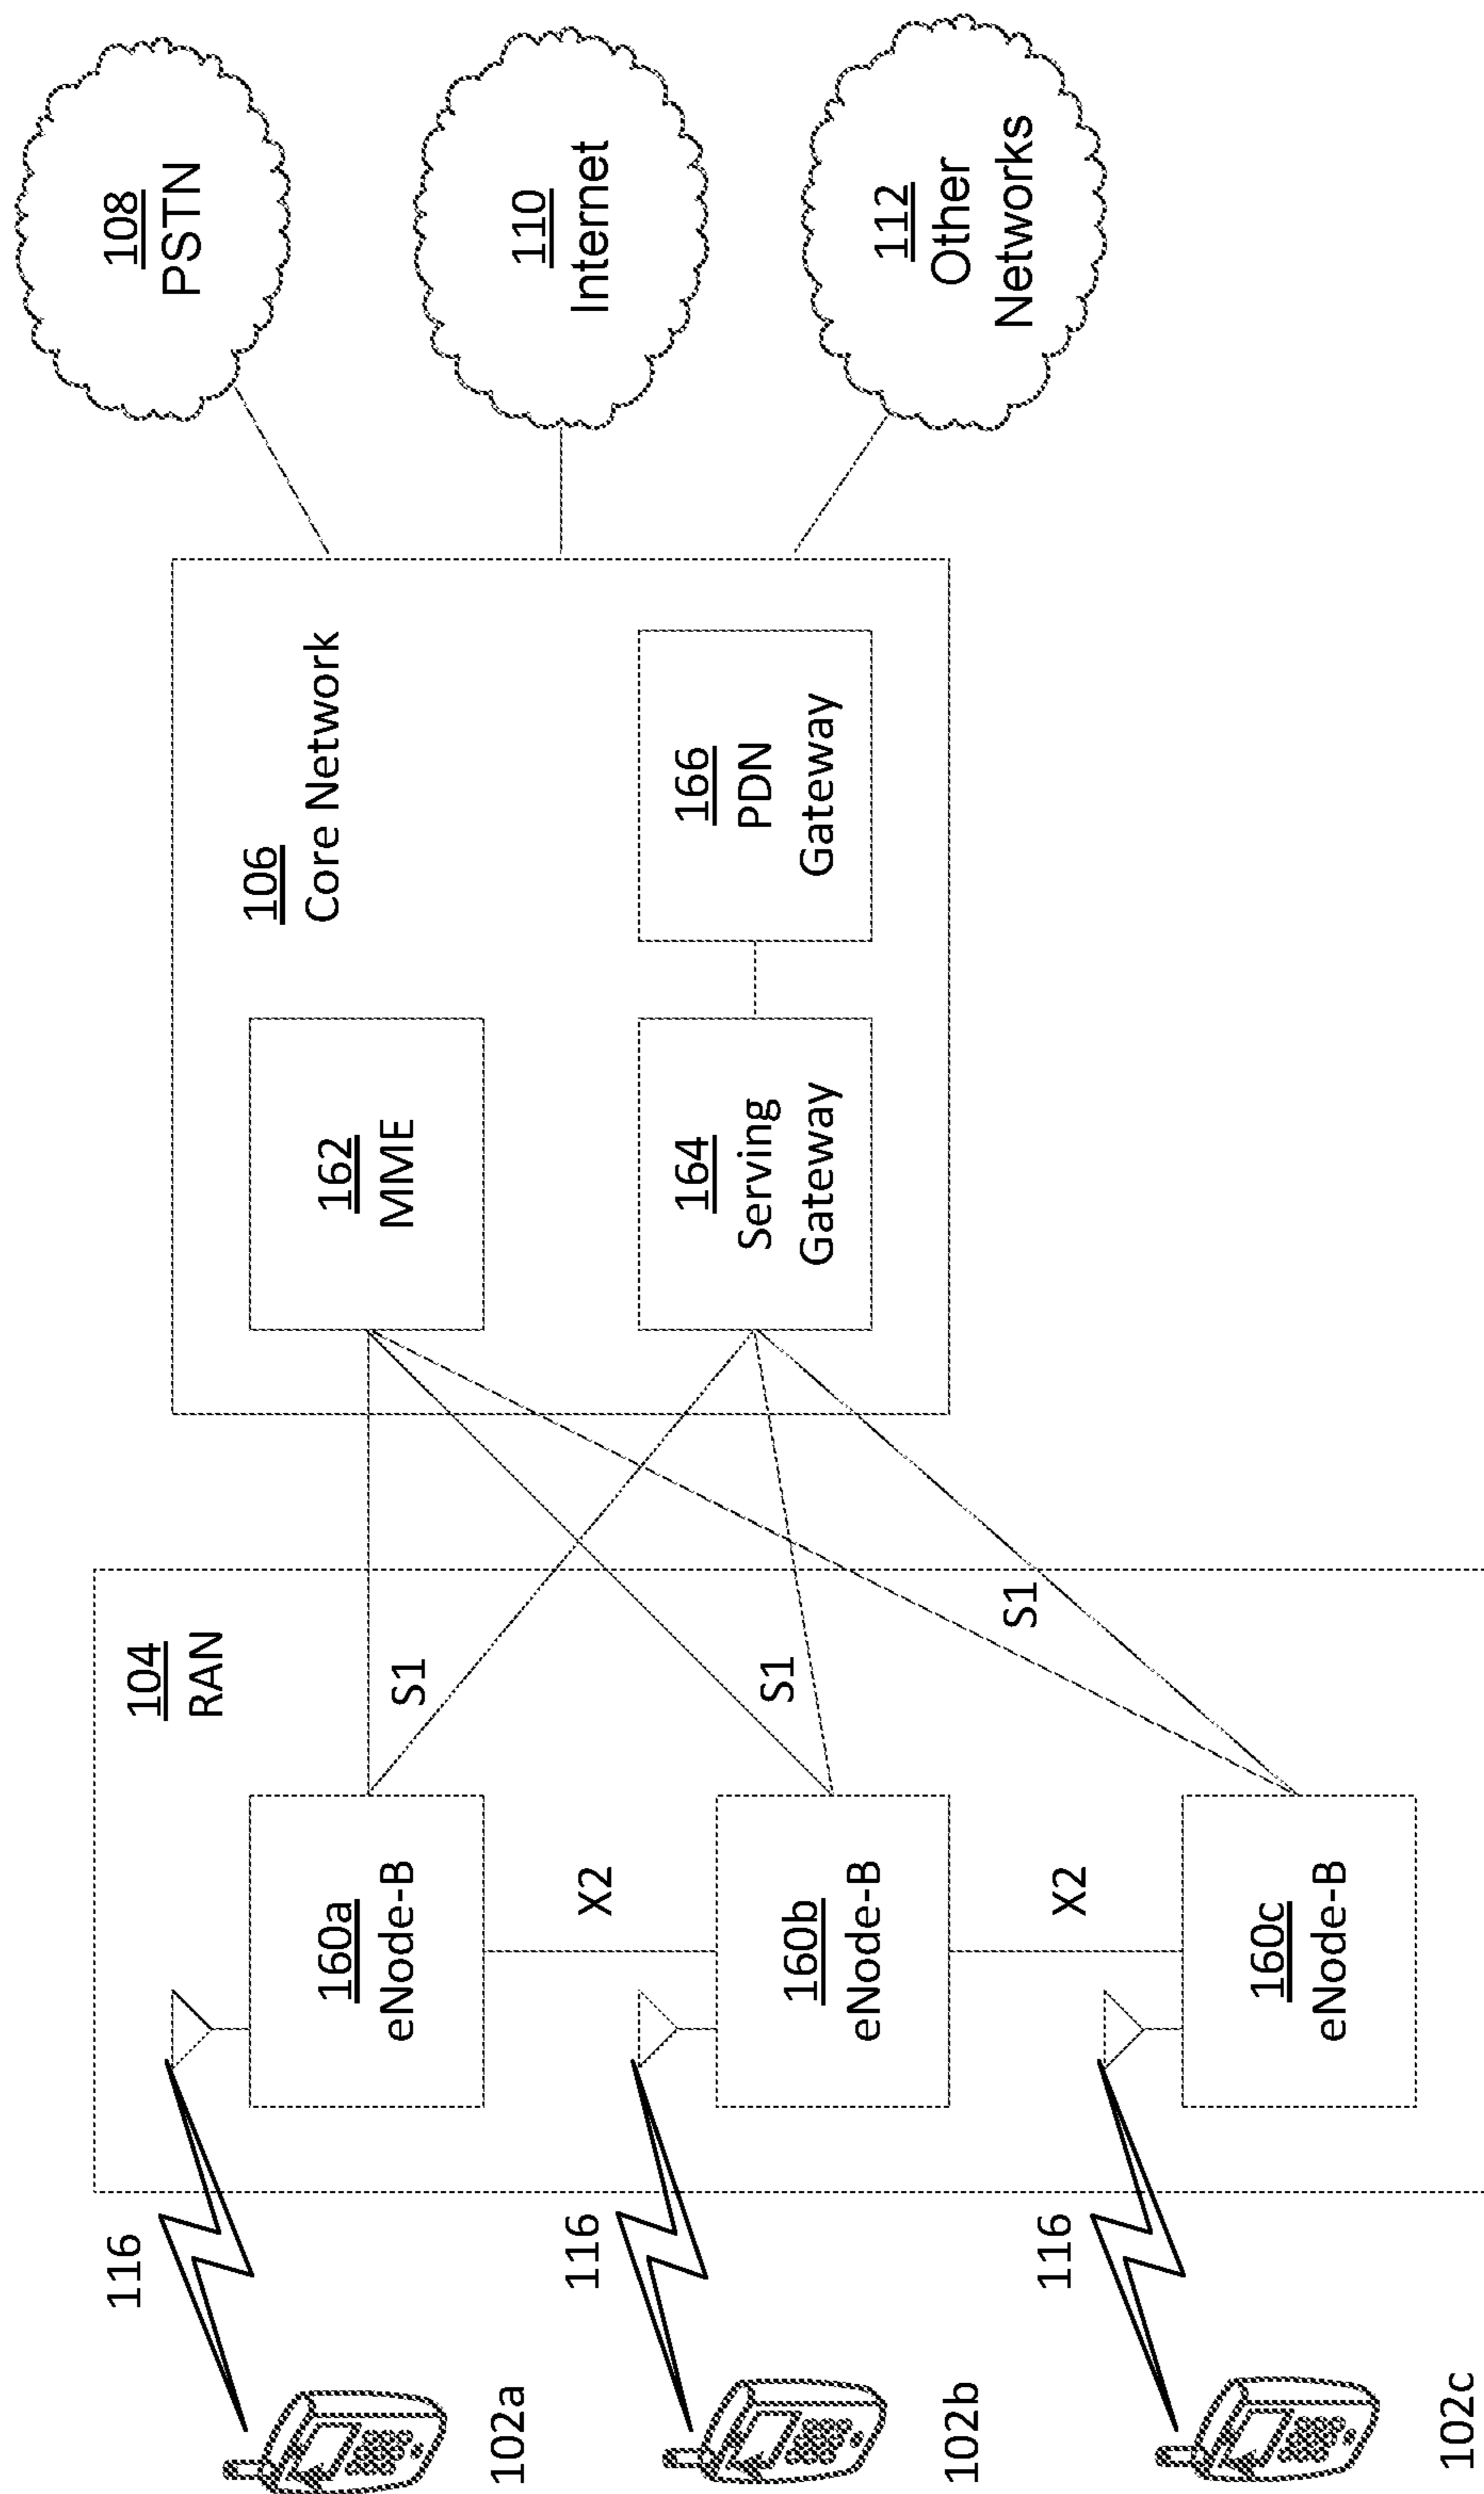 116
102a
116
102b
116
102c
104
RAN
160a
eNode-B
X2
160b
eNode-B
X2
160c
eNode-B
S1
S1
S1
106
Core Network
162
MME
164
Serving
Gateway
166
PDN
Gateway
108
PSTN
110
Internet
112
Other
Networks